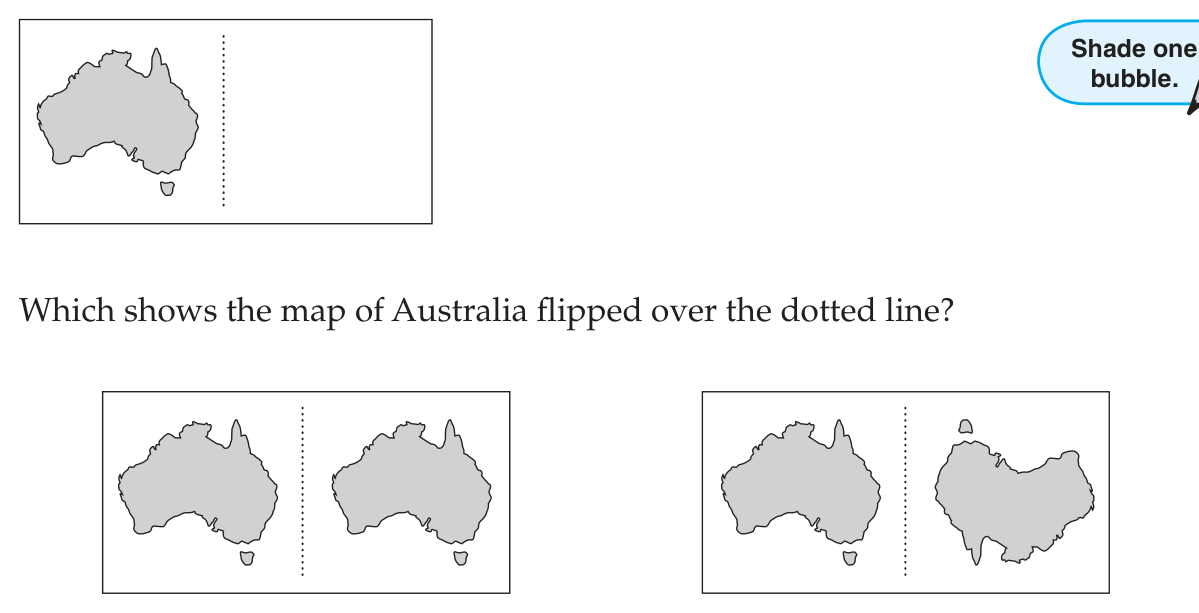 Shade one
bubble.
Which shows the map of Australia flipped over the dotted line?